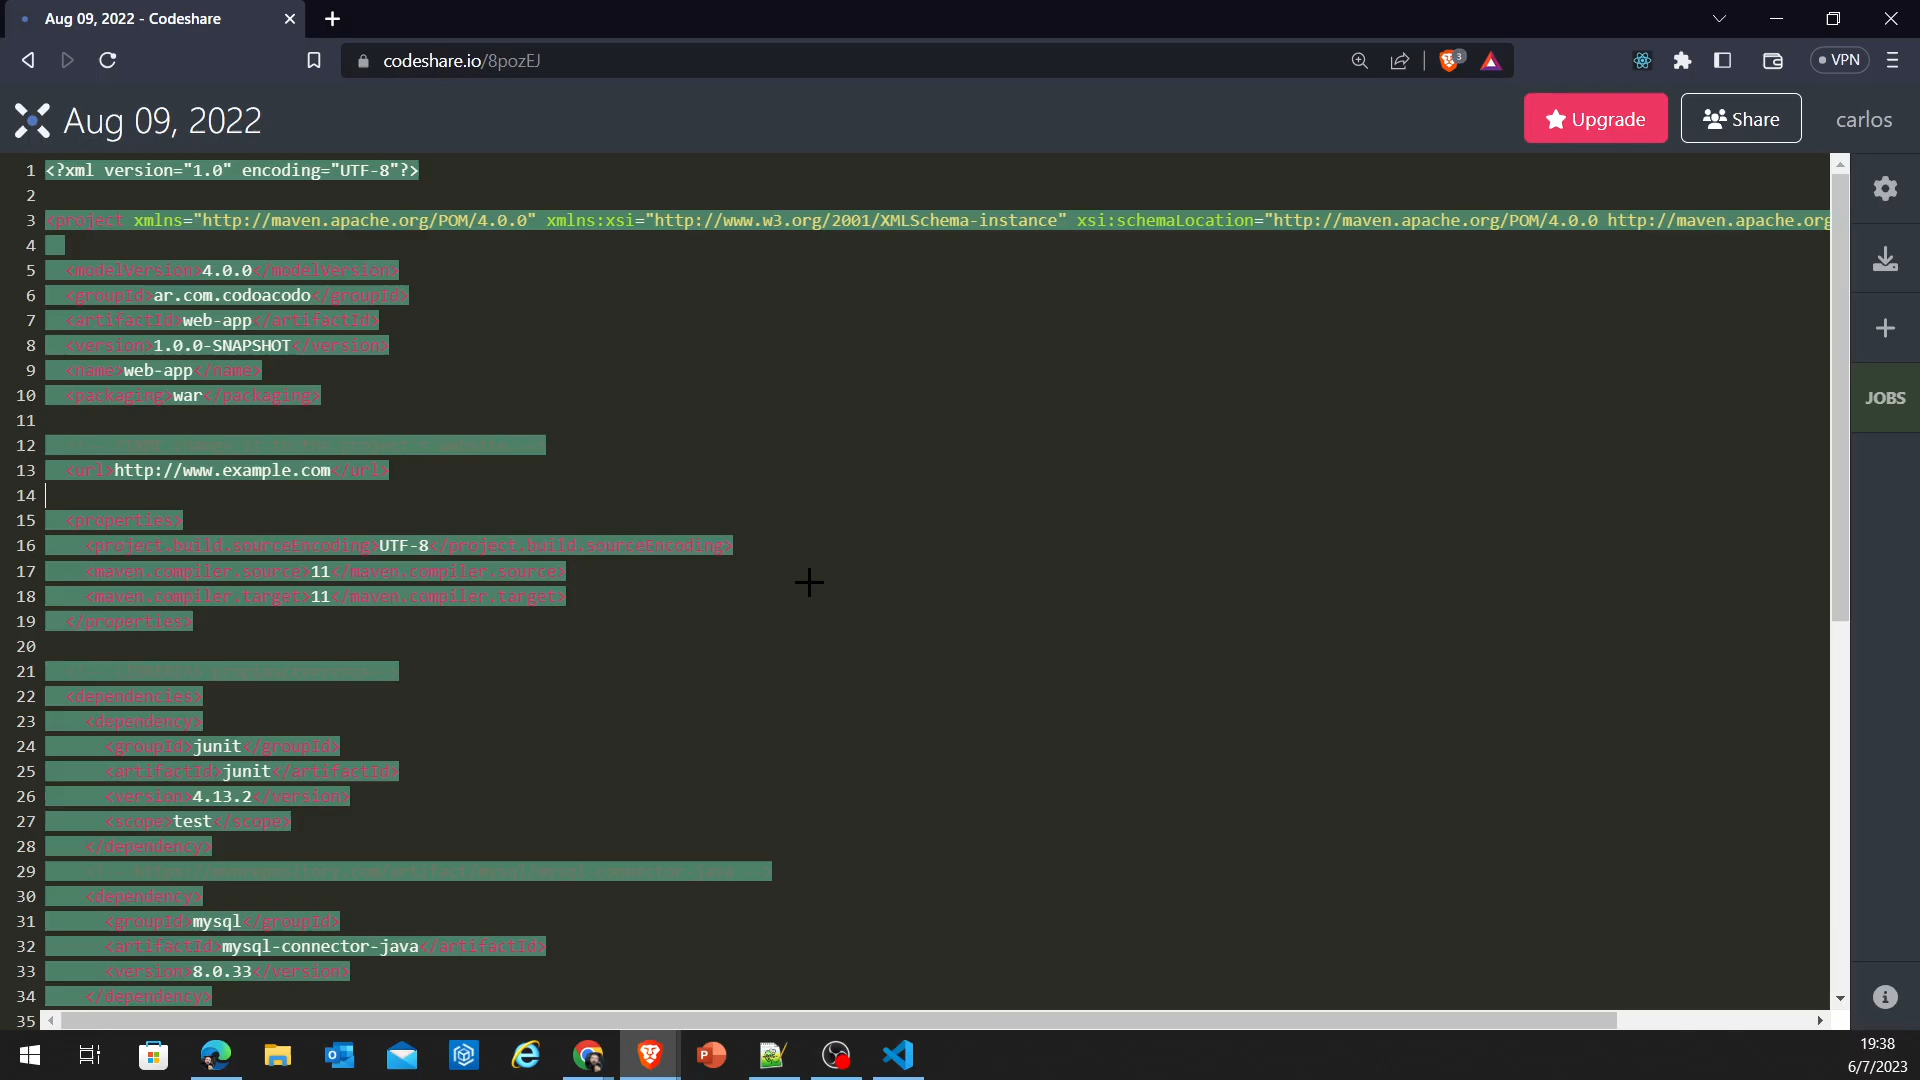 Aug 09, 2022 - Codeshare
codeshare.io/8pozEJ
3
VPN
Aug 09, 2022
Upgrade
Share
carlos
1 <?xml version="1.0" encoding="UTF-8"?>
2
3 <project xmlns="http://maven.apache.org/POM/4.0.0" xmlns:xsi="http://www.w3.org/2001/XMLSchema-instance" xsi:schemaLocation="http://maven.apache.org/POM/4.0.0 http://maven.apache.org
4
5 <modelVersion>4.0.0</modelVersion>
6 <groupId>ar.com.codoacodo</groupId>
7 <artifactId>web-app</artifactId>
8 <version>1.0.0-SNAPSHOT</version>
9 <name>web-app</name>
10 <packaging>war</packaging>
11
12
13 <url>http://www.example.com</url>
14
15 <properties>
16 <project.build.sourceEncoding>UTF-8</project.build.sourceEncoding>
17 <maven.compiler.source>11</maven.compiler.source>
18 <maven.compiler.target>11</maven.compiler.target>
19 </properties>
20
21
22 <dependencies>
23 <dependency>
24 <groupId>junit</groupId>
25 <artifactId>junit</artifactId>
26 <version>4.13.2</version>
27 <scope>test</scope>
28 </dependency>
29 https://mvnrepository.com/artifact/mysql/mysql-connector-java
30 <dependency>
31 <groupId>mysql</groupId>
32 <artifactId>mysql-connector-java</artifactId>
33 <version>8.0.33</version>
34 </dependency>
35
JOBS
19:38
6/7/2023